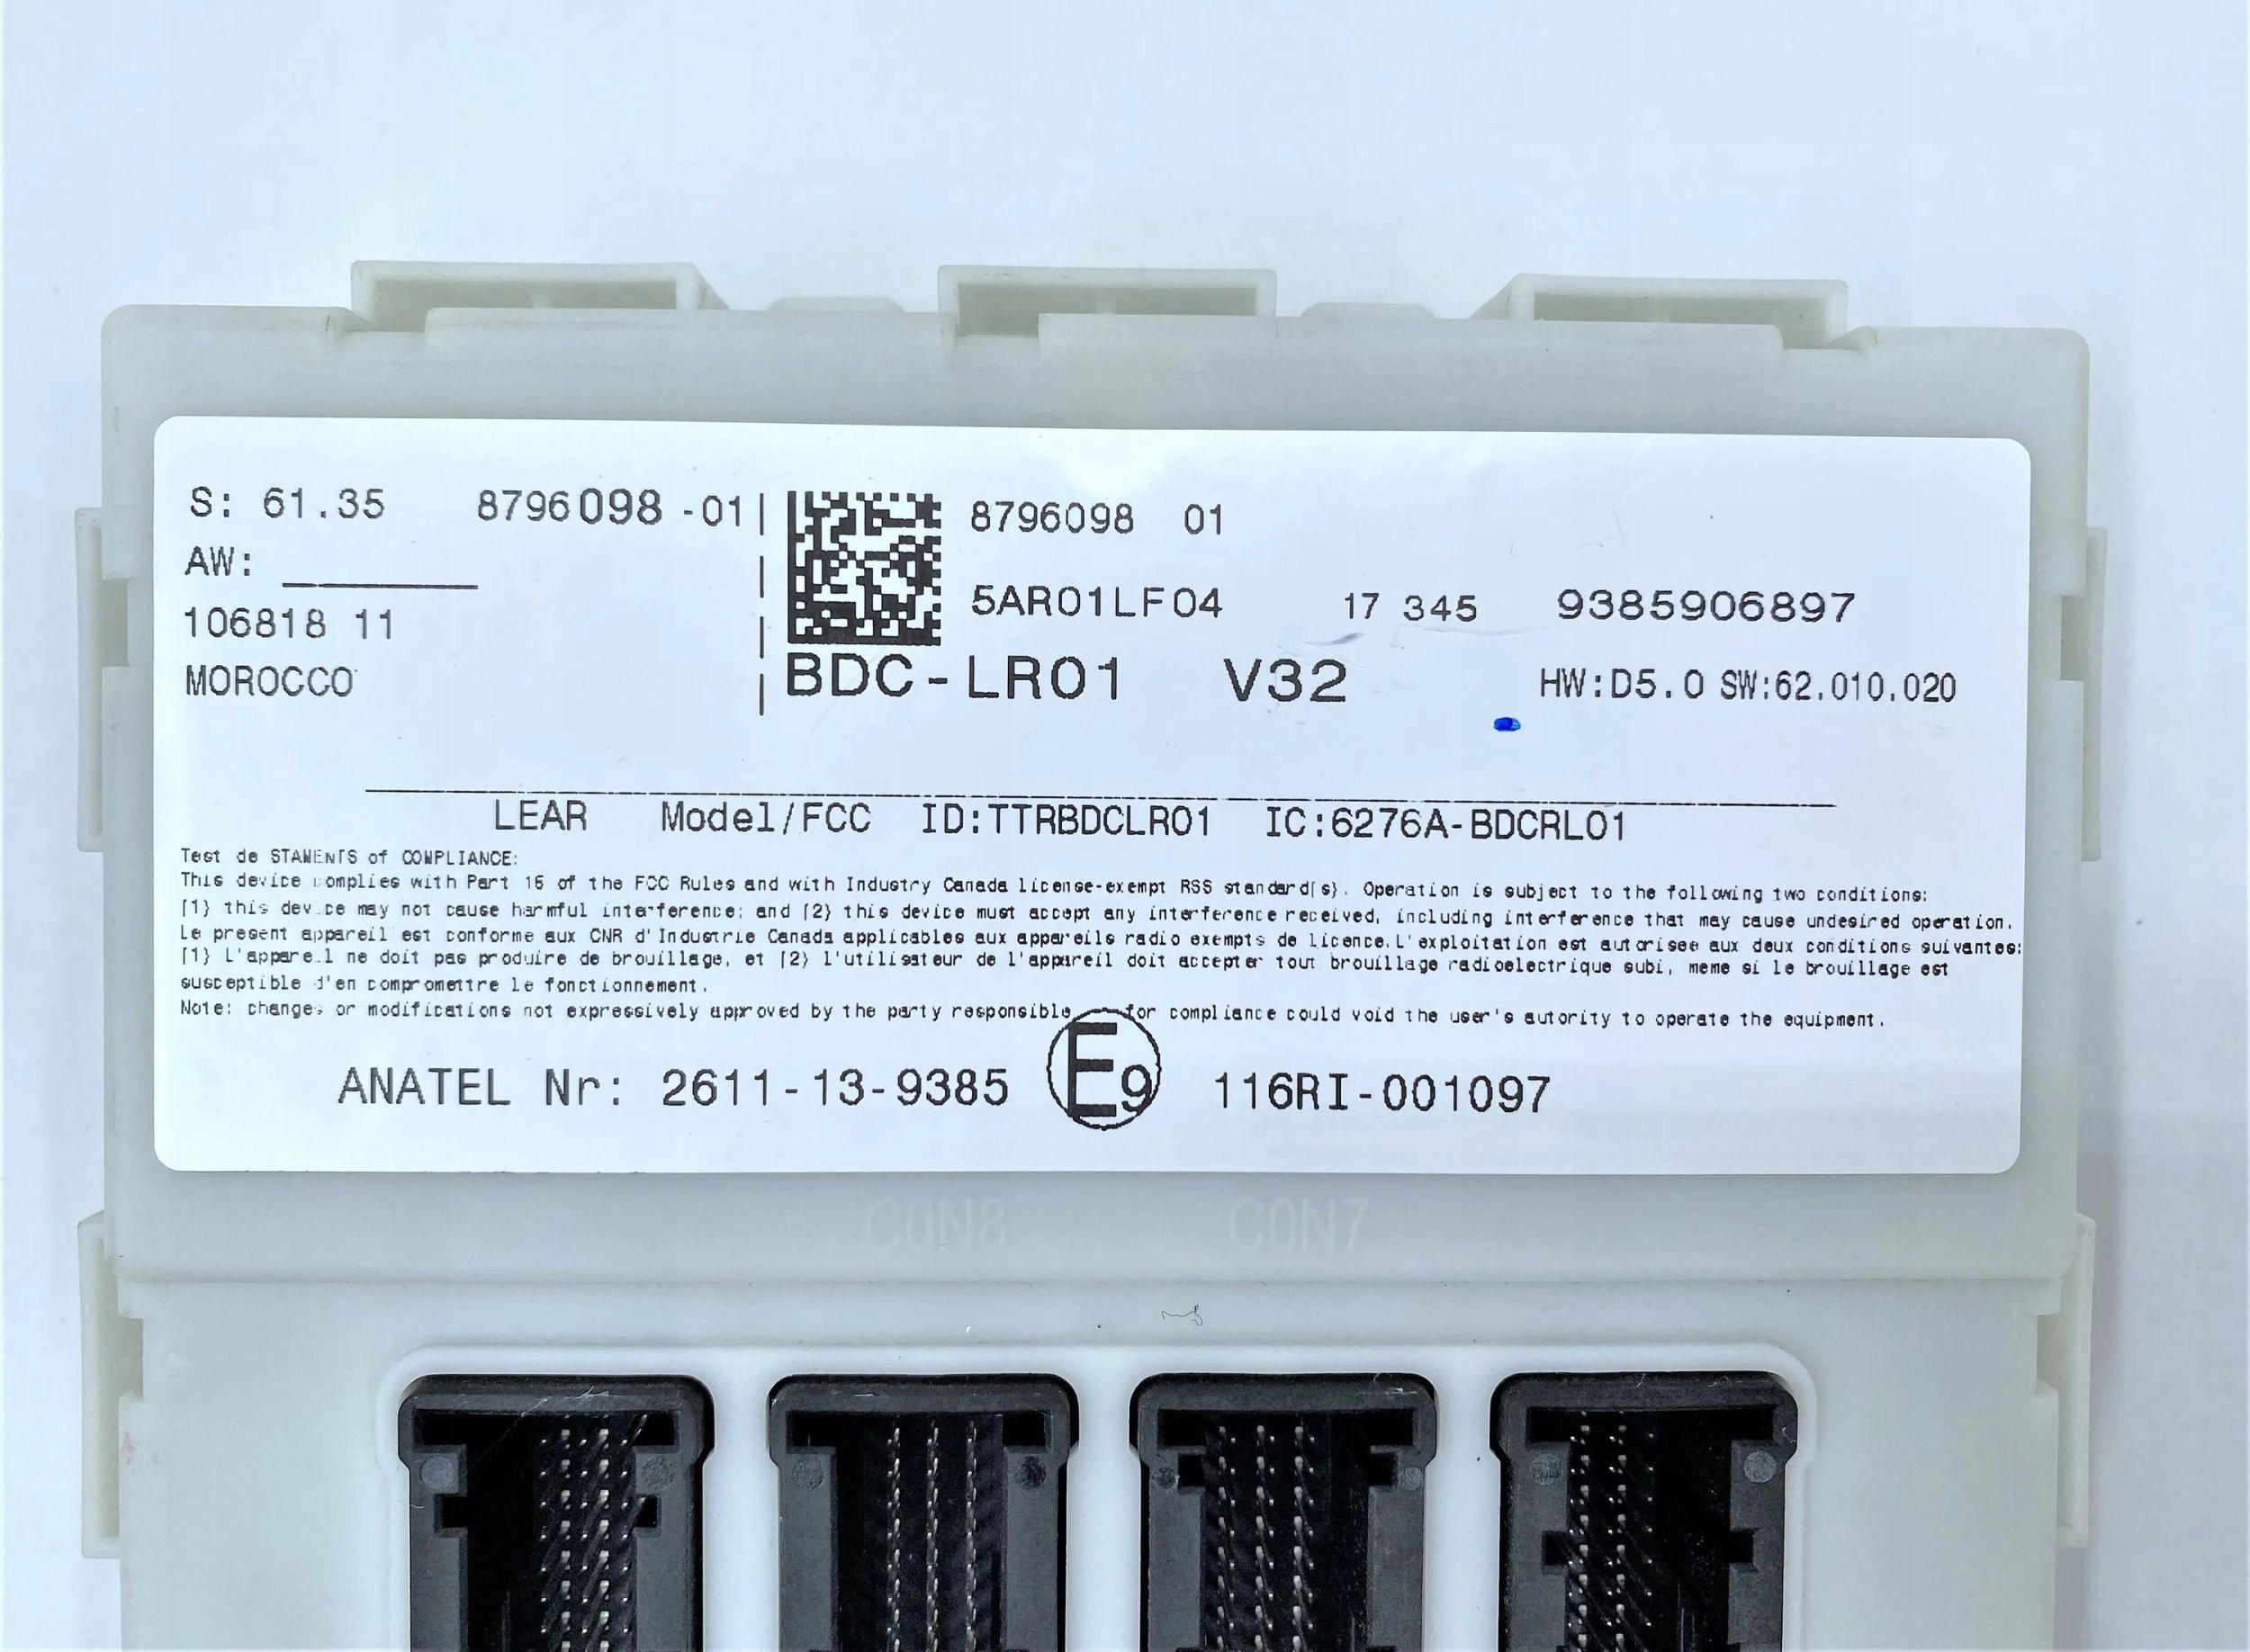 S: 61.35 8796098 -01
AW:
106818 11
MOROCCO
8796098 01
5AR01LF04 17 345 9385906897
BDC-LR01 V32 HW:D5.0 SW:62.010.020
LEAR Model/FCC ID:TTRBDCLR01 IC:6276A-BDCRL01
Test de STAMENTS of COMPLIANCE:
This device complies with Part 15 of the FCC Rules and with Industry Canada license-exempt RSS standard(s). Operation is subject to the following two conditions:
(1) this device may not cause harmful interference; and (2) this device must accept any interference received, including interference that may cause undesired operation.
Le present appareil est conforme aux CNR d'Industrie Canada applicables aux appareils radio exempts de licence.L'exploitation est autorisee aux deux conditions suivantes:
(1) L'appareil ne doit pas produire de brouillage, et (2) l'utilisateur de l'appareil doit accepter tout brouillage radioelectrique subi, meme si le brouillage est
susceptible d'en compromettre le fonctionnement.
Note: changes or modifications not expressively approved by the party responsible for compliance could void the user's autority to operate the equipment.
ANATEL Nr: 2611-13-9385 E9 116RI-001097
CON8 CON7